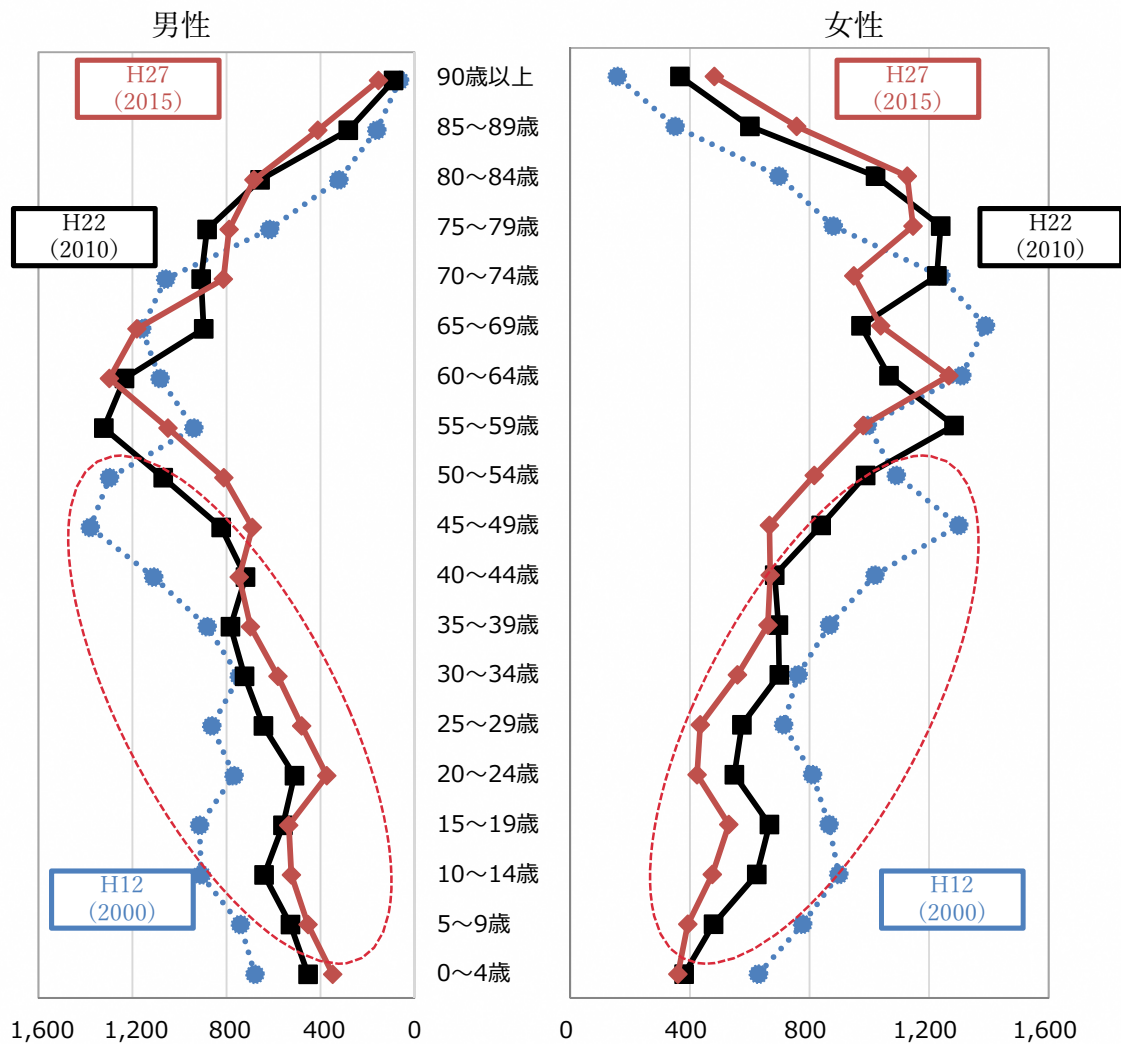 男性
女性
H27
（2015）
90歳以上
H27
（2015）
85～89歳
80～84歳
H22
（2010）
75～79歳
H22
（2010）
70～74歳
65～69歳
60～64歳
55～59歳
50～54歳
45～49歳
40～44歳
35～39歳
30～34歳
25～29歳
20～24歳
15～19歳
H12
（2000）
10～14歳
H12
（2000）
5～9歳
0～4歳
1,600 1,200 800 400 0
0 400 800 1,200 1,600